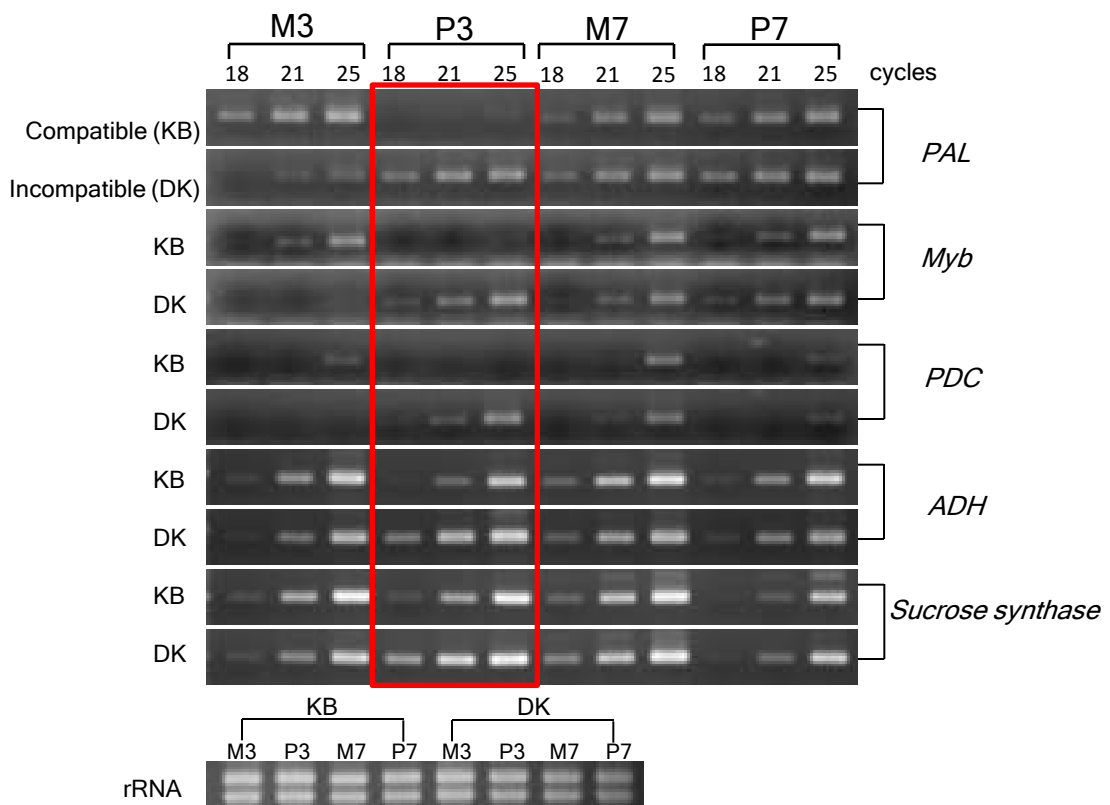 M3 P3 M7 P7
18 21 25 18 21 25 18 21 25 18 21 25 cycles
Compatible (KB)
PAL
Incompatible (DK)
KB
Myb
DK
KB
PDC
DK
KB
ADH
DK
KB
Sucrose synthase
DK
KB DK
M3 P3 M7 P7 M3 P3 M7 P7
rRNA